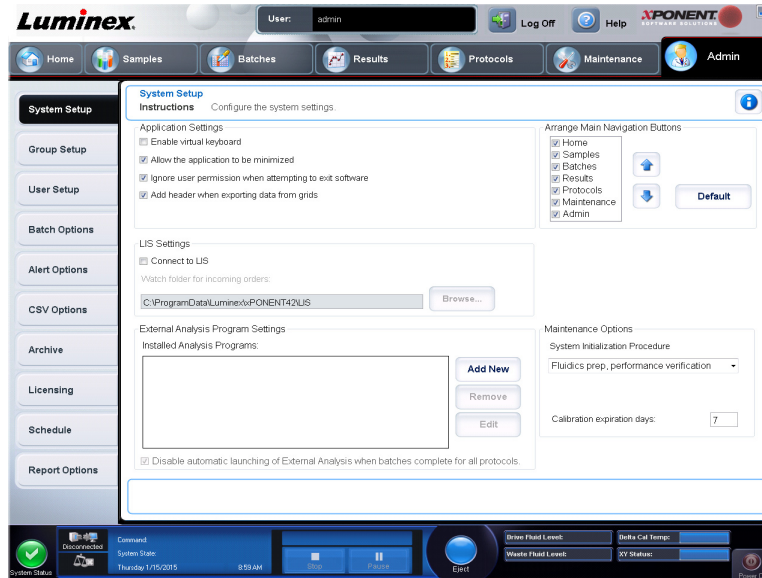 Luminex.
User: admin
Log Off
Help
XPONENT
SOFTWARE SOLUTIONS
Home
Samples
Batches
Results
Protocols
Maintenance
Admin
System Setup
Group Setup
User Setup
Batch Options
Alert Options
CSV Options
Archive
Licensing
Schedule
Report Options
System Setup
Instructions Configure the system settings.
Application Settings
Enable virtual keyboard
Allow the application to be minimized
Ignore user permission when attempting to exit software
Add header when exporting data from grids
Arrange Main Navigation Buttons
Home
Samples
Batches
Results
Protocols
Maintenance
Admin
Default
LIS Settings
Connect to LIS
Watch folder for incoming orders:
C:\ProgramData\Luminex\xPONENT42\LIS
Browse...
External Analysis Program Settings
Installed Analysis Programs:
Add New
Remove
Edit
Disable automatic launching of External Analysis when batches complete for all protocols.
Maintenance Options
System Initialization Procedure
Fluidics prep, performance verification
Calibration expiration days: 7
System Status
Disconnected
Command:
System State:
Thursday 1/15/2015 8:59 AM
Stop
Pause
Eject
Drive Fluid Level:
Waste Fluid Level:
Delta Cal Temp:
XY Status: